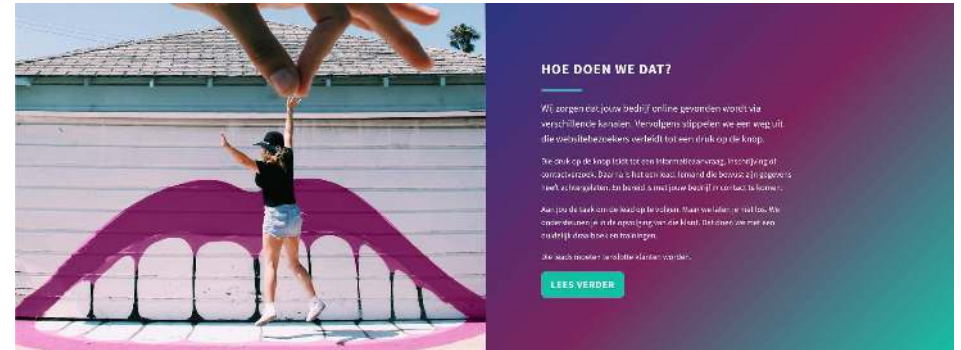 HOE DOEN WE DAT?
Wij zorgen dat jouw bedrijf online gevonden wordt via
verschillende kanalen. Vervolgens stippelen we een weg uit
die websitebezoekers verleidt tot een druk op de knop.
Die druk op de knop leidt tot een informatieaanvraag, inschrijving of
contactverzoek. Daarna is het een lead. Iemand die bewust zijn gegevens
heeft achtergelaten. En bereid is met jouw bedrijf in contact te komen.
Aan jou de taak om de lead op te volgen. Maar we laten je niet los. We
ondersteunen je in de opvolging van die klant. Dat doen we met een
duidelijk draaiboek en trainingen.
Die leads moeten tenslotte klanten worden.
LEES VERDER